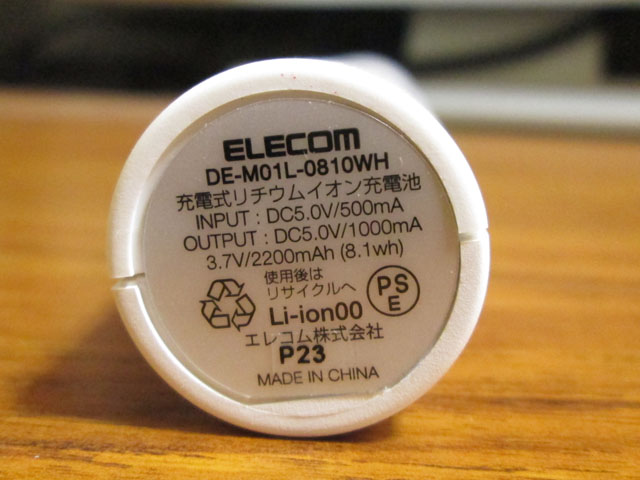 ELECOM
DE-M01L-0810WH
充電式リチウムイオン充電池
INPUT : DC5.0V/500mA
OUTPUT : DC5.0V/1000mA
3.7V/2200mAh (8.1wh)
使用後は
リサイクルへ
PS
E
Li-ion00
エレコム株式会社
P23
MADE IN CHINA